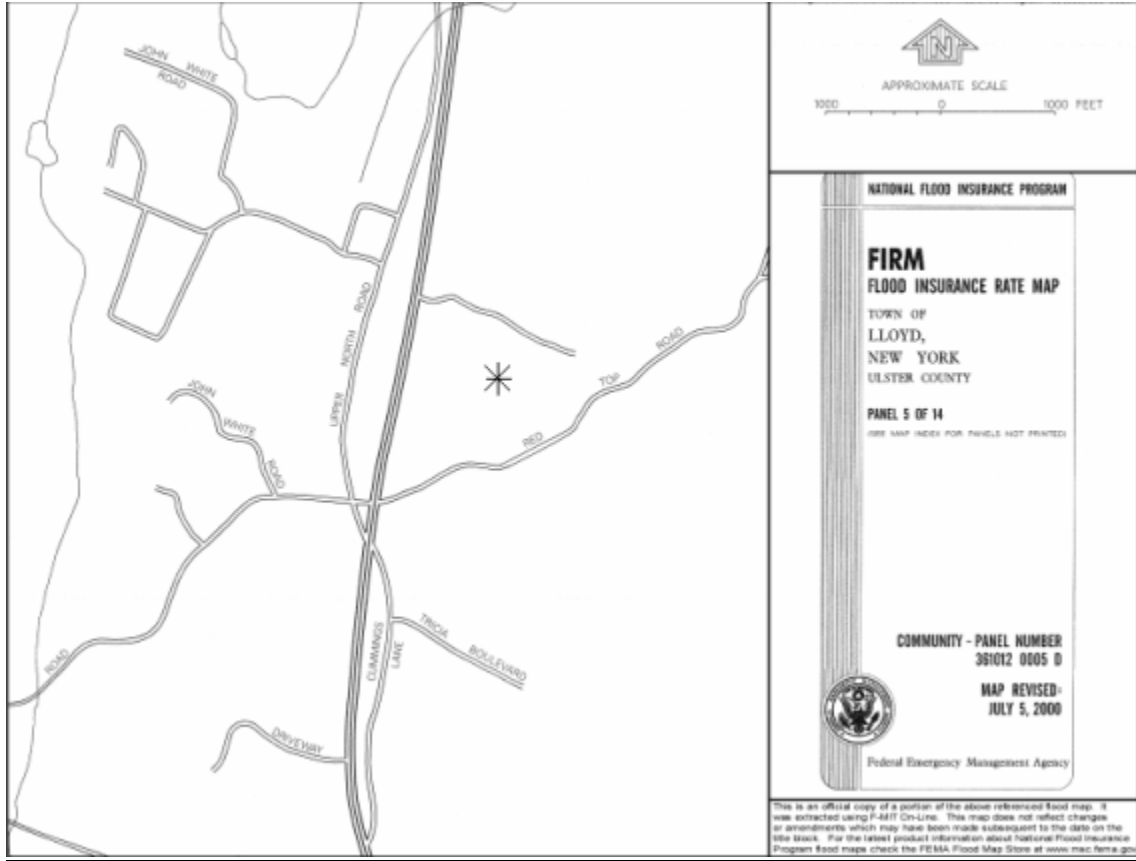 JOHN WHITE
ROAD
UPPER NORTH ROAD
JOHN WHITE ROAD
RED TOP ROAD
ROAD
CUMMINGS
LANE
TRICIA BOULEVARD
DRIVEWAY
N
APPROXIMATE SCALE
1000 0 1000 FEET
NATIONAL FLOOD INSURANCE PROGRAM
FIRM
FLOOD INSURANCE RATE MAP
TOWN OF
LLOYD,
NEW YORK
ULSTER COUNTY
PANEL 5 OF 14
(SEE MAP INDEX FOR PANELS NOT PRINTED)
COMMUNITY - PANEL NUMBER
361012 0005 D
MAP REVISED:
JULY 5, 2000
Federal Emergency Management Agency
This is an official copy of a portion of the above referenced flood map. It
was extracted using F-MIT On-Line. This map does not reflect changes
or amendments which may have been made subsequent to the date on the
title block. For the latest product information about National Flood Insurance
Program flood maps check the FEMA Flood Map Store at www.msc.fema.gov